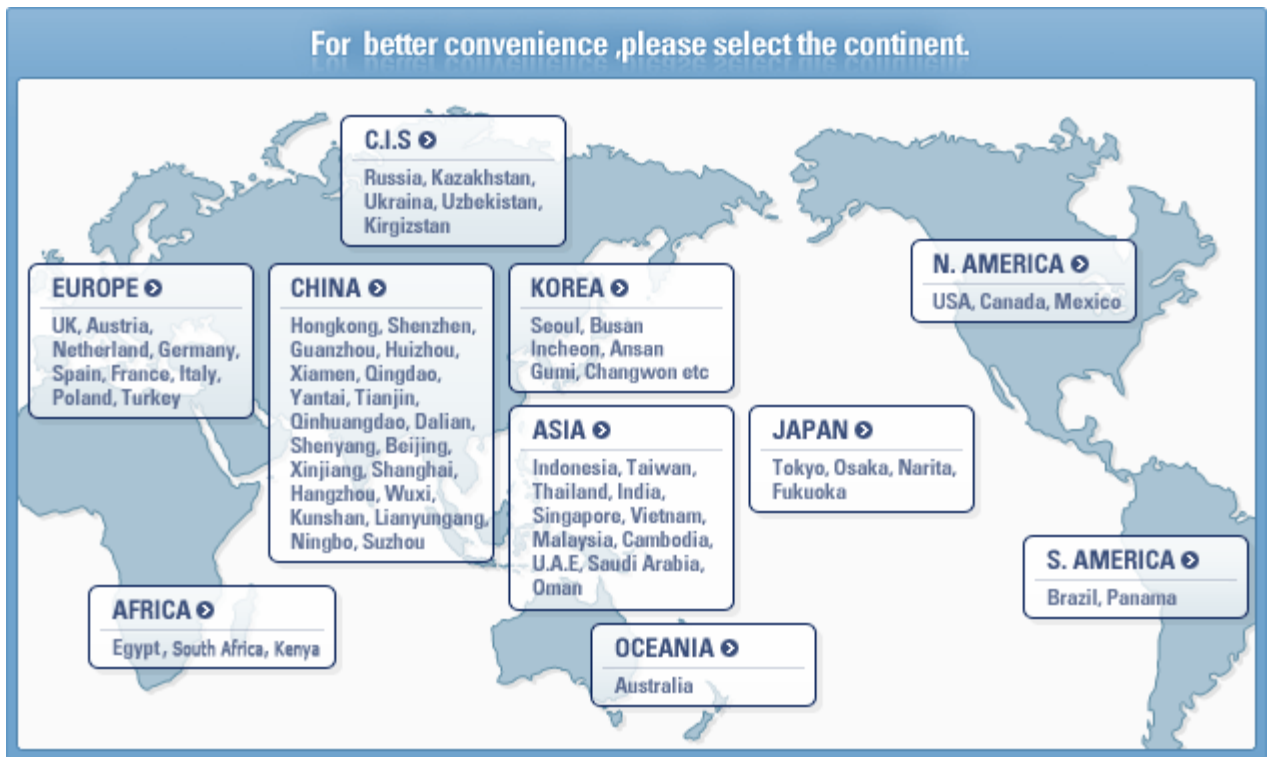 For better convenience ,please select the continent.
C.I.S
Russia, Kazakhstan,
Ukraina, Uzbekistan,
Kirgizstan
EUROPE
UK, Austria,
Netherland, Germany,
Spain, France, Italy,
Poland, Turkey
CHINA
Hongkong, Shenzhen,
Guanzhou, Huizhou,
Xiamen, Qingdao,
Yantai, Tianjin,
Qinhuangdao, Dalian,
Shenyang, Beijing,
Xinjiang, Shanghai,
Hangzhou, Wuxi,
Kunshan, Lianyungang,
Ningbo, Suzhou
KOREA
Seoul, Busan
Incheon, Ansan
Gumi, Changwon etc
N. AMERICA
USA, Canada, Mexico
ASIA
Indonesia, Taiwan,
Thailand, India,
Singapore, Vietnam,
Malaysia, Cambodia,
U.A.E, Saudi Arabia,
Oman
JAPAN
Tokyo, Osaka, Narita,
Fukuoka
S. AMERICA
Brazil, Panama
AFRICA
Egypt, South Africa, Kenya
OCEANIA
Australia